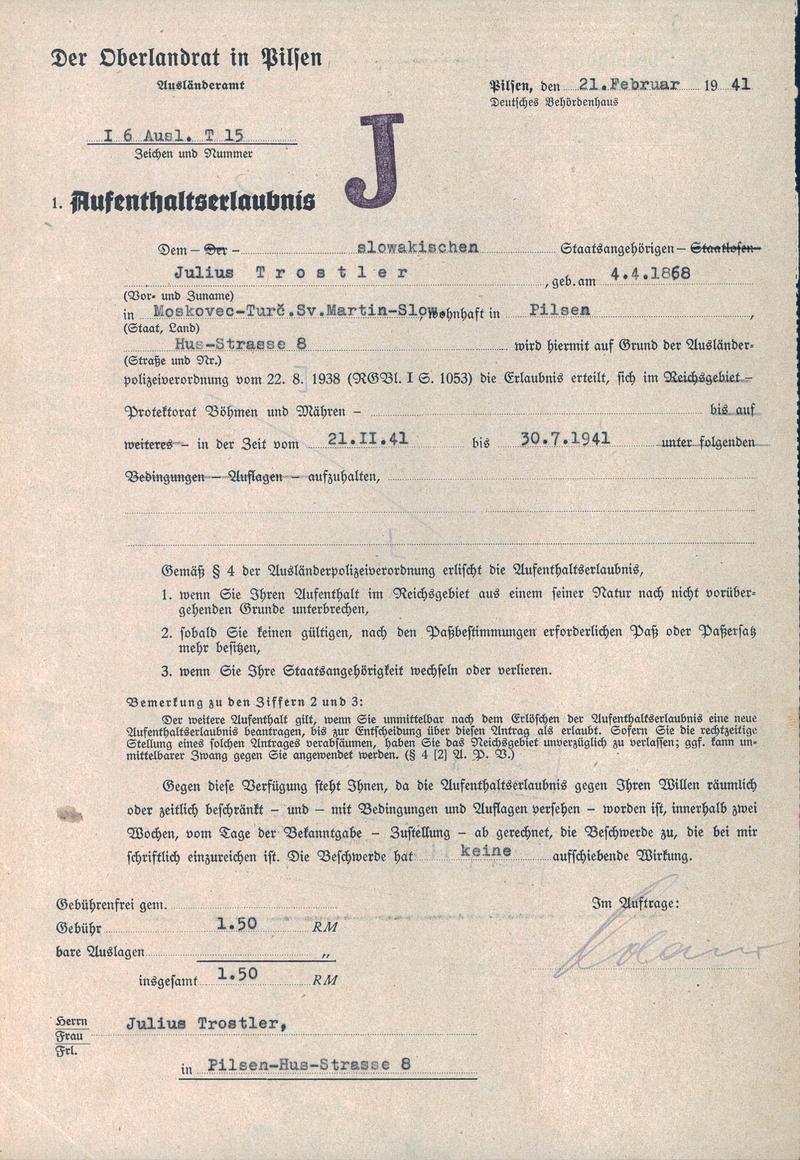 Der Oberlandrat in Pilsen
Ausländeramt
Pilsen, den 21.Februar 19 41
Deutsches Behördenhaus
I 6 Ausl. T 15
Zeichen und Nummer
J
1. Aufenthaltserlaubnis
Dem – Der – slowakischen Staatsangehörigen – Staatlosen –
Julius Trostler , geb. am 4.4.1868
(Vor- und Zuname)
in Moskovec-Turč.Sv.Martin-Slow, wohnhaft in Pilsen ,
(Staat, Land)
Hus-Strasse 8 wird hiermit auf Grund der Ausländer-
(Straße und Nr.)
polizeiverordnung vom 22. 8. 1938 (RGBl. I S. 1053) die Erlaubnis erteilt, sich im Reichsgebiet –
Protektorat Böhmen und Mähren – bis auf
weiteres – in der Zeit vom 21.II.41 bis 30.7.1941 unter folgenden
Bedingungen – Auflagen – aufzuhalten,
Gemäß § 4 der Ausländerpolizeiverordnung erlischt die Aufenthaltserlaubnis,
1. wenn Sie Ihren Aufenthalt im Reichsgebiet aus einem seiner Natur nach nicht vorüber-
gehenden Grunde unterbrechen,
2. sobald Sie keinen gültigen, nach den Paßbestimmungen erforderlichen Paß oder Paßersatz
mehr besitzen,
3. wenn Sie Ihre Staatsangehörigkeit wechseln oder verlieren.
Bemerkung zu den Ziffern 2 und 3:
Der weitere Aufenthalt gilt, wenn Sie unmittelbar nach dem Erlöschen der Aufenthaltserlaubnis eine neue
Aufenthaltserlaubnis beantragen, bis zur Entscheidung über diesen Antrag als erlaubt. Sofern Sie die rechtzeitige
Stellung eines solchen Antrages verabsäumen, haben Sie das Reichsgebiet unverzüglich zu verlassen; ggf. kann un-
mittelbarer Zwang gegen Sie angewendet werden. (§ 4 [2] A. P. V.)
Gegen diese Verfügung steht Ihnen, da die Aufenthaltserlaubnis gegen Ihren Willen räumlich
oder zeitlich beschränkt – und – mit Bedingungen und Auflagen versehen – worden ist, innerhalb zwei
Wochen, vom Tage der Bekanntgabe – Zustellung – ab gerechnet, die Beschwerde zu, die bei mir
schriftlich einzureichen ist. Die Beschwerde hat keine aufschiebende Wirkung.
Gebührenfrei gem.
Im Auftrage:
Gebühr 1.50 RM
bare Auslagen „
insgesamt 1.50 RM
Herrn Julius Trostler,
Frau
Frl.
in Pilsen-Hus-Strasse 8